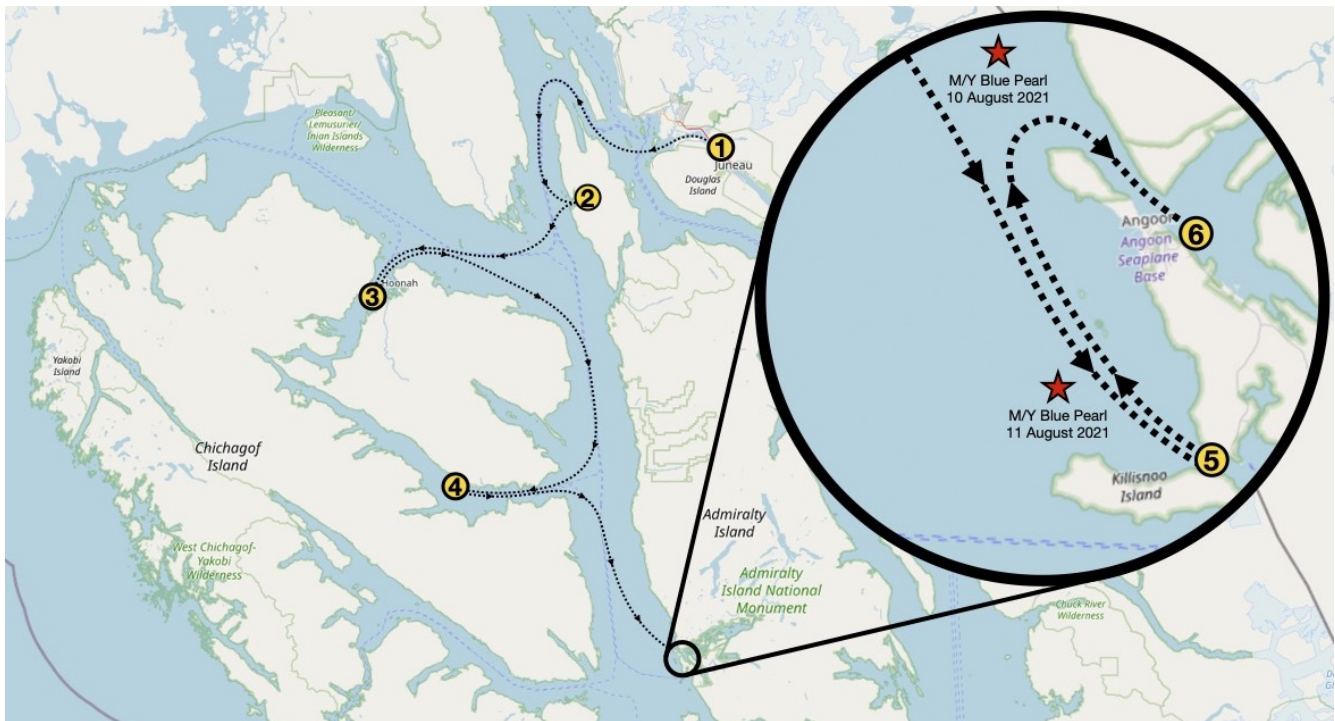 M/Y Blue Pearl
10 August 2021
Pleasant/
Lemusurier/
Inian Islands
Wilderness
1
Juneau
Douglas
Island
2
Angoon
6
Angoon
Seaplane
Base
3
Hoonah
Yakobi
Island
M/Y Blue Pearl
11 August 2021
Chichagof
Island
5
Killisnoo
Island
4
Admiralty
Island
West Chichagof-
Yakobi
Wilderness
Admiralty
Island National
Monument
Chuck River
Wilderness